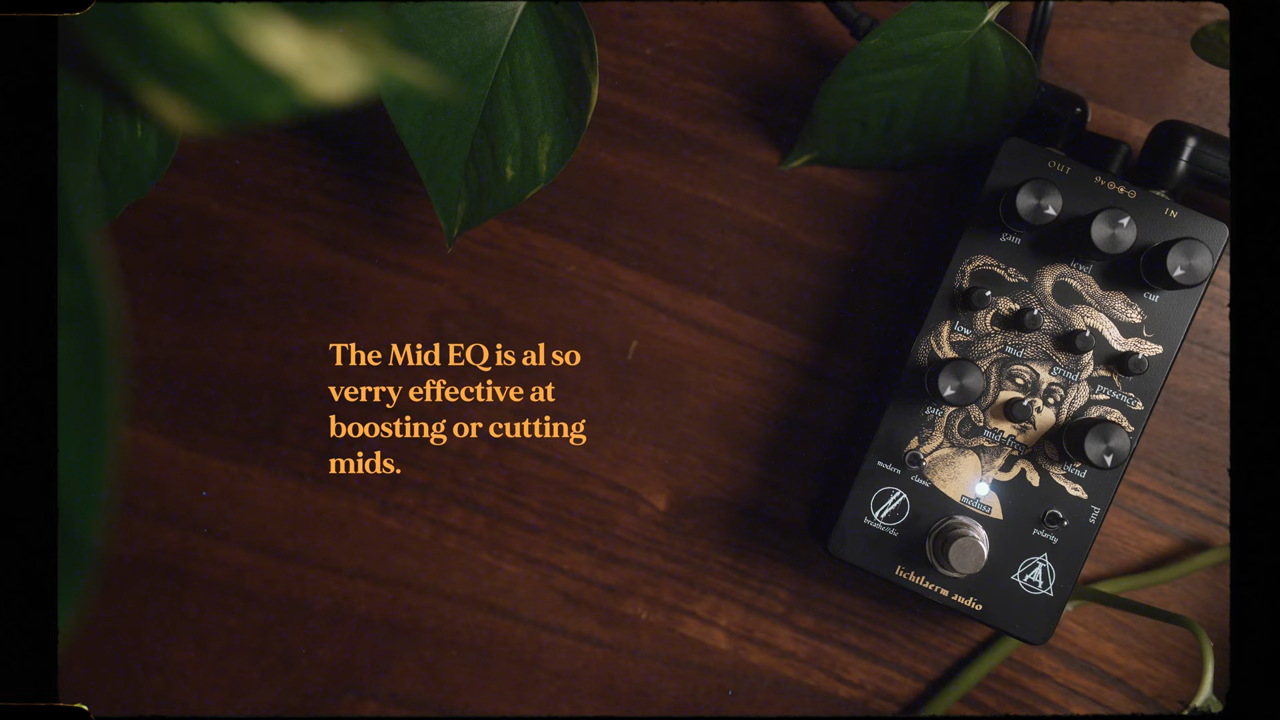 The Mid EQ is al so
verry effective at
boosting or cutting
mids.
OUT
9v
IN
gain
level
cut
low
mid
grind
presence
gate
mid-freq
blend
modern
classic
medusa
breathe//die
polarity
snd
lichtlaerm audio